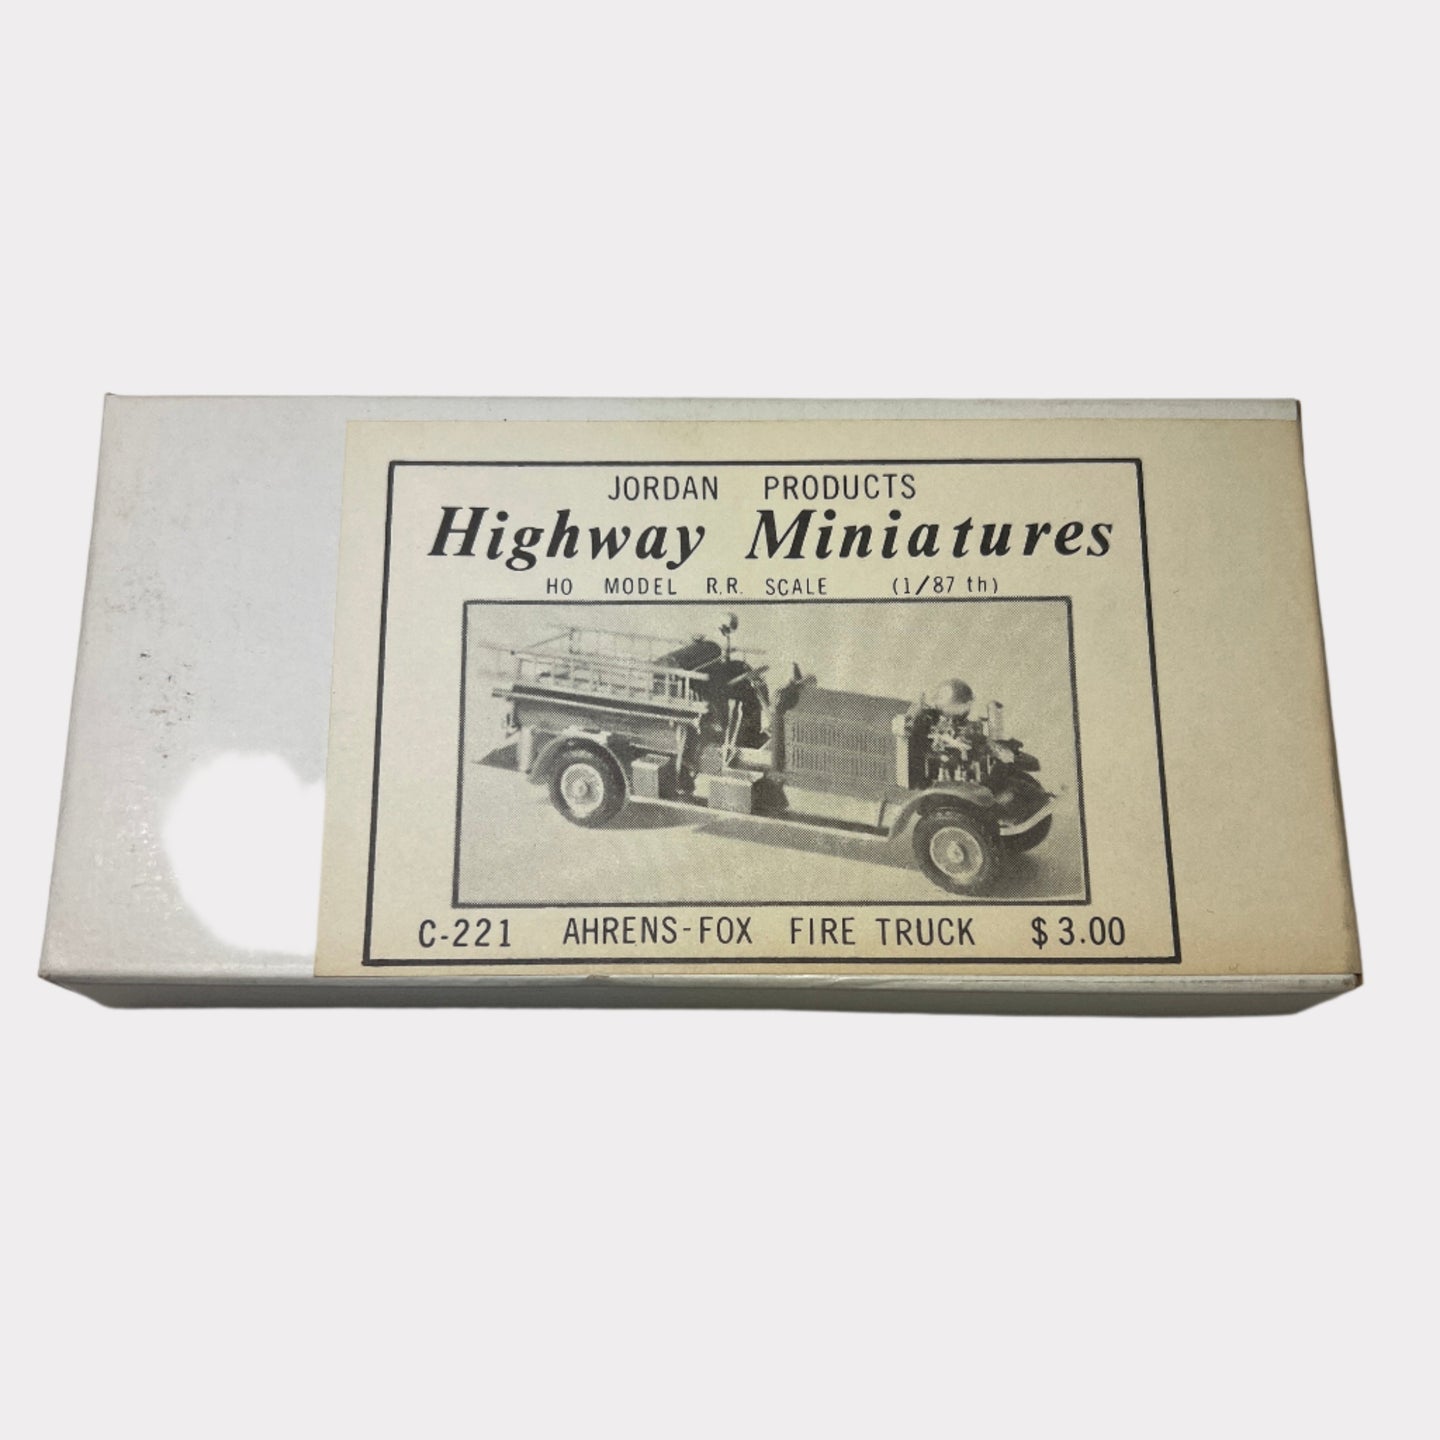 JORDAN PRODUCTS
Highway Miniatures
HO MODEL R.R. SCALE (1/87 th)
C-221 AHRENS-FOX FIRE TRUCK $3.00